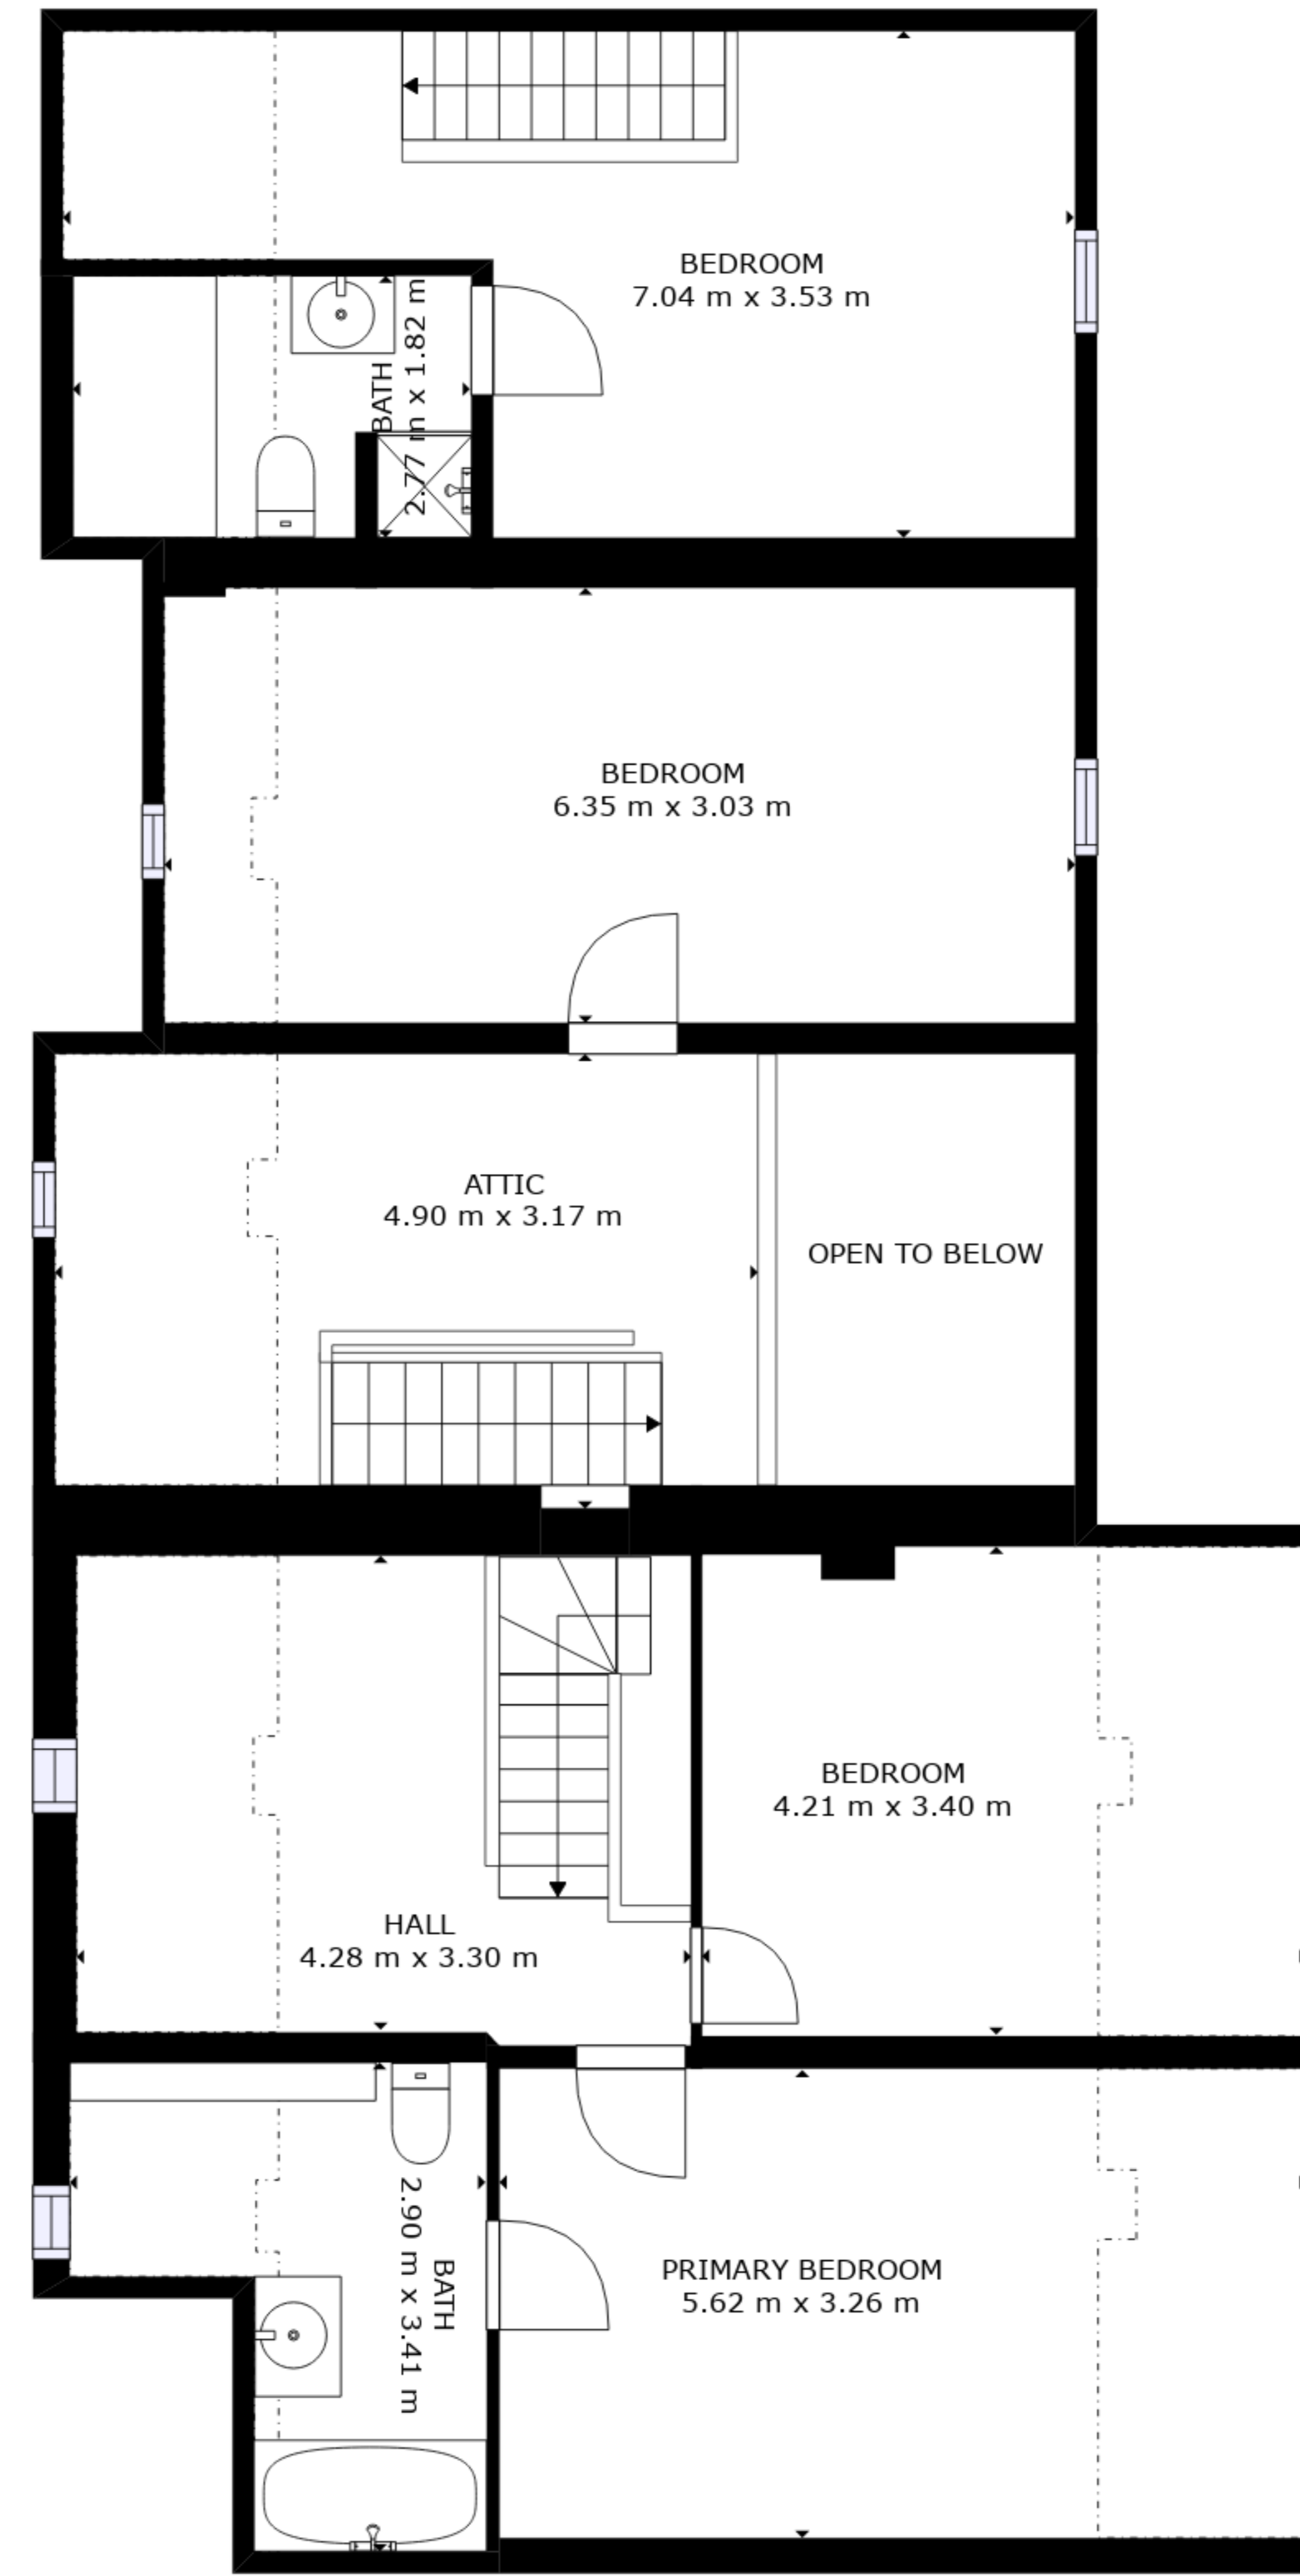 BEDROOM
7.04 m x 3.53 m
BATH
2.77 m x 1.82 m
BEDROOM
6.35 m x 3.03 m
ATTIC
4.90 m x 3.17 m
OPEN TO BELOW
BEDROOM
4.21 m x 3.40 m
HALL
4.28 m x 3.30 m
BATH
2.90 m x 3.41 m
PRIMARY BEDROOM
5.62 m x 3.26 m